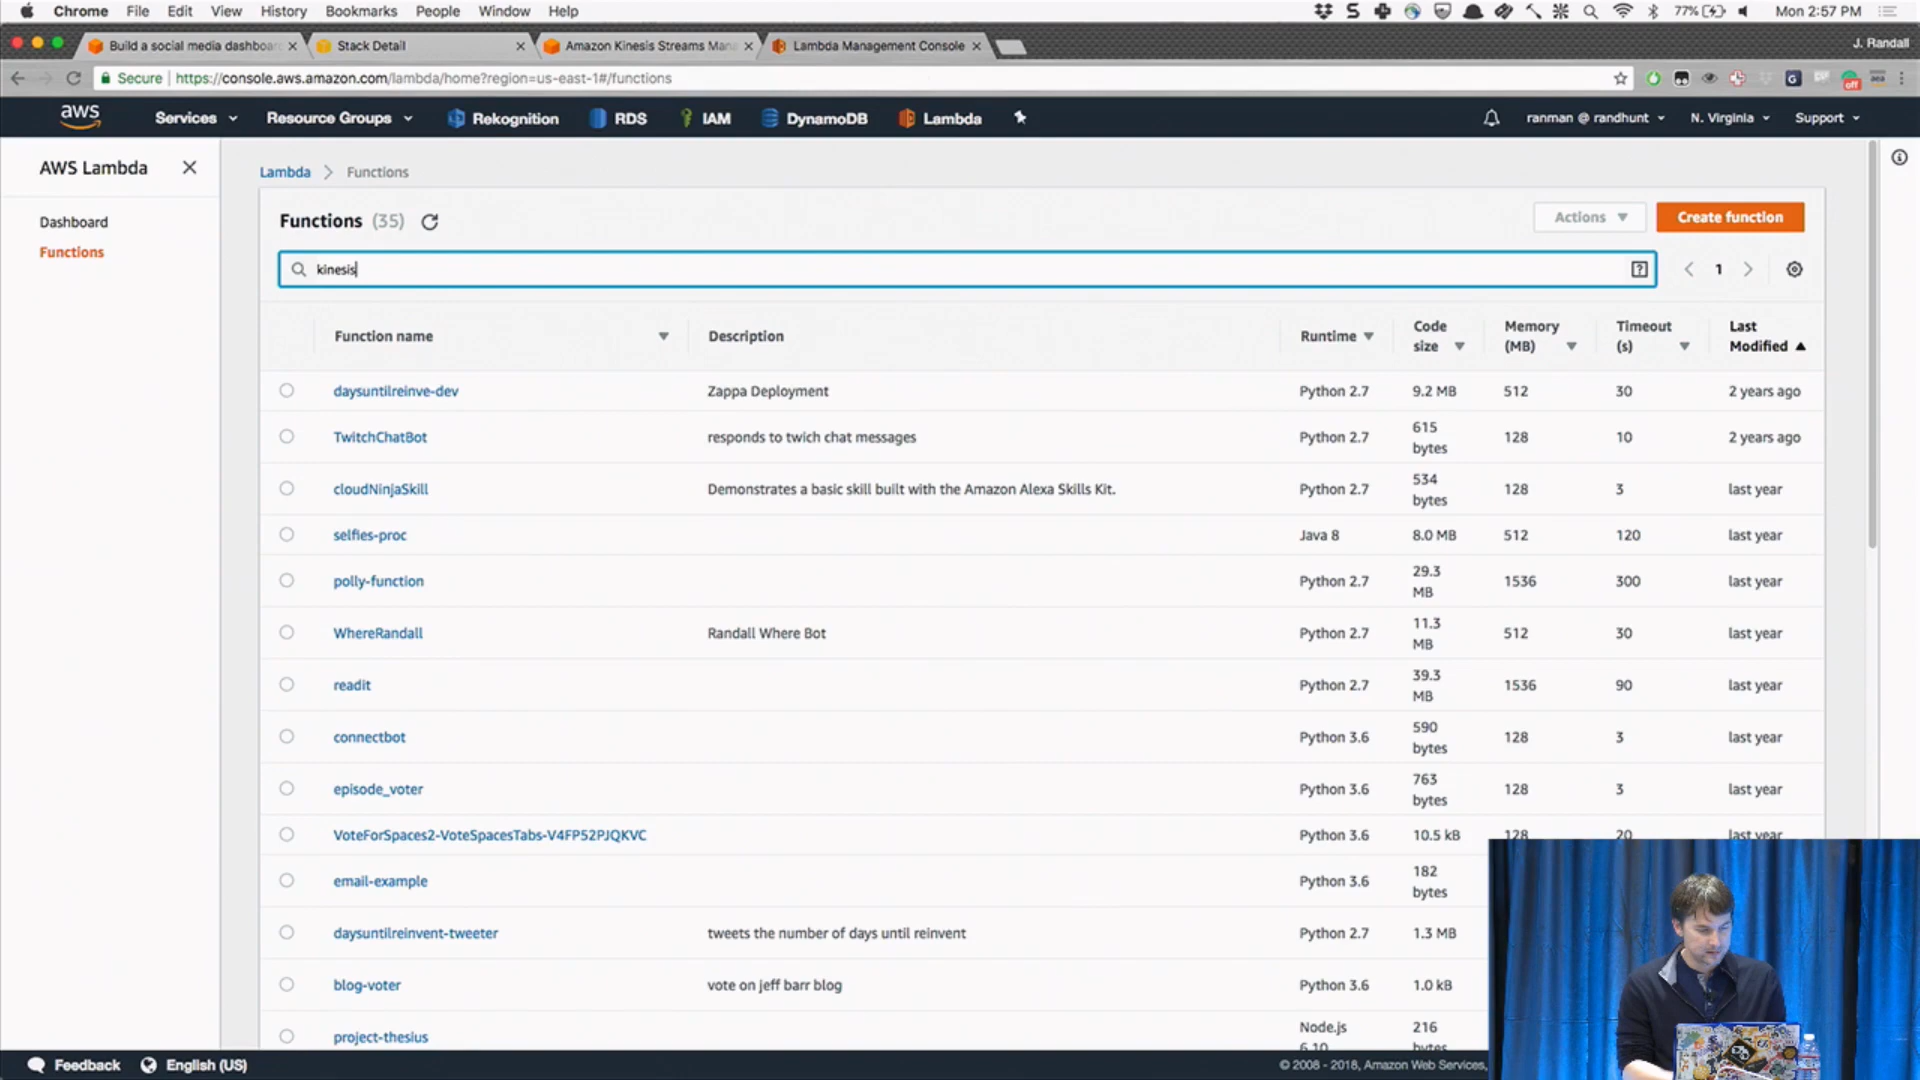 Chrome File Edit View History Bookmarks People Window Help 77% Mon 2:57 PM
Build a social media dashboar Stack Detail Amazon Kinesis Streams Mana Lambda Management Console J. Randall
Secure https://console.aws.amazon.com/lambda/home?region=us-east-1#/functions
aws Services Resource Groups Rekognition RDS IAM DynamoDB Lambda ranman @ randhunt N. Virginia Support
AWS Lambda
Dashboard
Functions
Lambda > Functions
Functions (35) Actions Create function
kinesis 1
Function name Description Runtime Code size Memory (MB) Timeout (s) Last Modified
daysuntilreinve-dev Zappa Deployment Python 2.7 9.2 MB 512 30 2 years ago
TwitchChatBot responds to twich chat messages Python 2.7 615 bytes 128 10 2 years ago
cloudNinjaSkill Demonstrates a basic skill built with the Amazon Alexa Skills Kit. Python 2.7 534 bytes 128 3 last year
selfies-proc Java 8 8.0 MB 512 120 last year
polly-function Python 2.7 29.3 MB 1536 300 last year
WhereRandall Randall Where Bot Python 2.7 11.3 MB 512 30 last year
readit Python 2.7 39.3 MB 1536 90 last year
connectbot Python 3.6 590 bytes 128 3 last year
episode_voter Python 3.6 763 bytes 128 3 last year
VoteForSpaces2-VoteSpacesTabs-V4FP52PJQKVC Python 3.6 10.5 kB 128 20 last year
email-example Python 3.6 182 bytes
daysuntilreinvent-tweeter tweets the number of days until reinvent Python 2.7 1.3 MB
blog-voter vote on jeff barr blog Python 3.6 1.0 kB
project-thesius Node.js 6.10 216 bytes
Feedback English (US) © 2008 - 2018, Amazon Web Services,